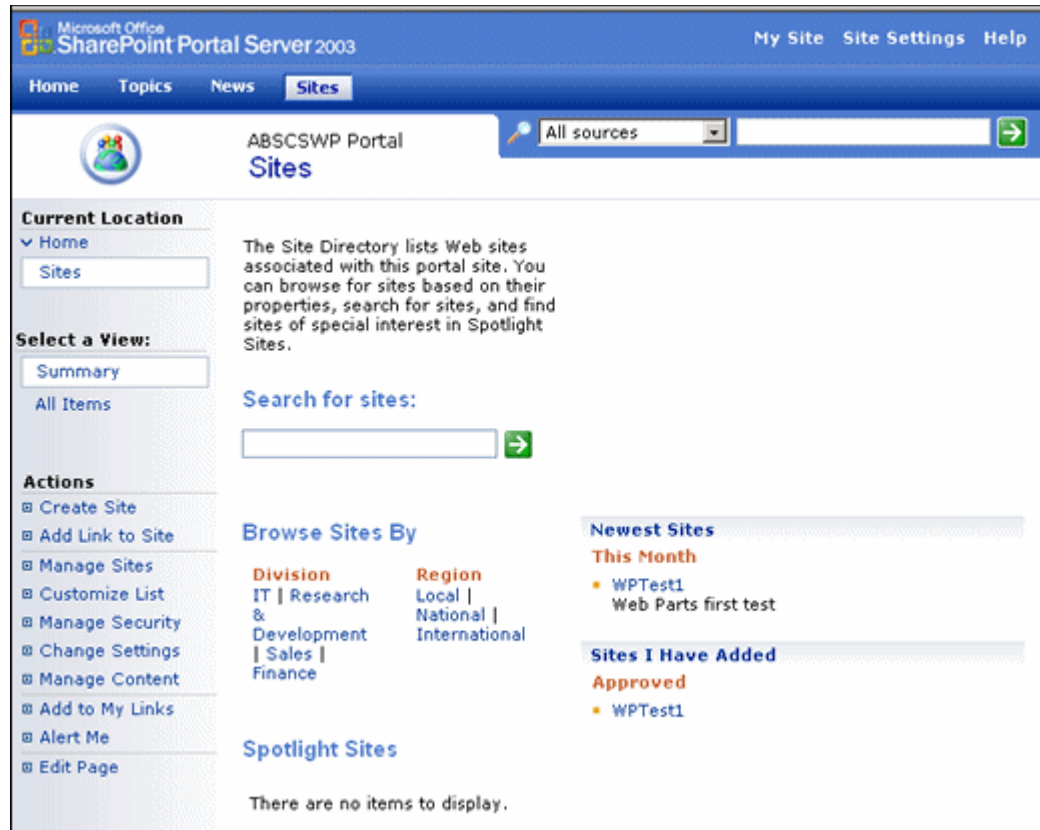 Microsoft Office
SharePoint Portal Server 2003
My Site Site Settings Help
Home Topics News Sites
ABSCSWP Portal
Sites
All sources
Current Location
Home
Sites
Select a View:
Summary
All Items
Actions
Create Site
Add Link to Site
Manage Sites
Customize List
Manage Security
Change Settings
Manage Content
Add to My Links
Alert Me
Edit Page
The Site Directory lists Web sites
associated with this portal site. You
can browse for sites based on their
properties, search for sites, and find
sites of special interest in Spotlight
Sites.
Search for sites:
Browse Sites By
Division
IT | Research
&
Development
| Sales |
Finance
Region
Local |
National |
International
Spotlight Sites
There are no items to display.
Newest Sites
This Month
WPTest1
Web Parts first test
Sites I Have Added
Approved
WPTest1